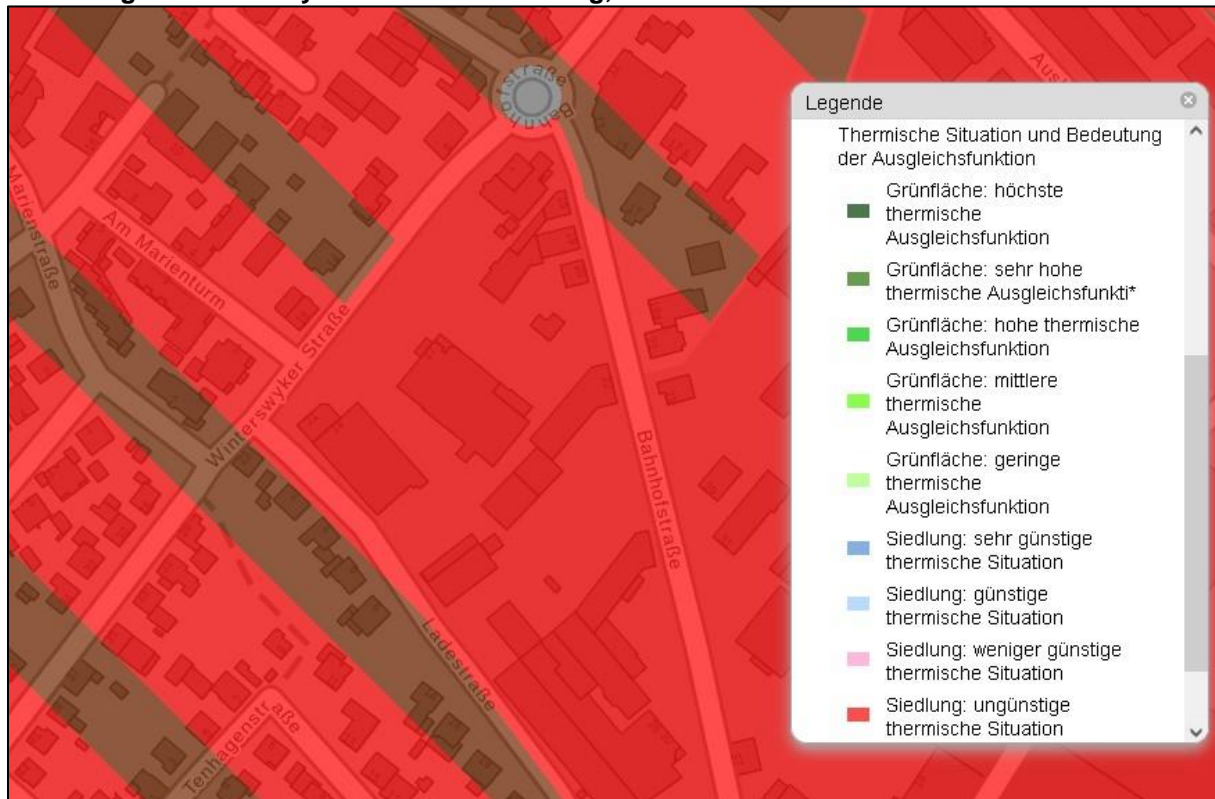 Bahnhofstraße
Aus
Marienstraße
Am Marienturm
Winterswyker Straße
Bahnhofstraße
Ladestraße
Tenhagenstraße
Legende
Thermische Situation und Bedeutung
der Ausgleichsfunktion
Grünfläche: höchste
thermische
Ausgleichsfunktion
Grünfläche: sehr hohe
thermische Ausgleichsfunkti*
Grünfläche: hohe thermische
Ausgleichsfunktion
Grünfläche: mittlere
thermische
Ausgleichsfunktion
Grünfläche: geringe
thermische
Ausgleichsfunktion
Siedlung: sehr günstige
thermische Situation
Siedlung: günstige
thermische Situation
Siedlung: weniger günstige
thermische Situation
Siedlung: ungünstige
thermische Situation